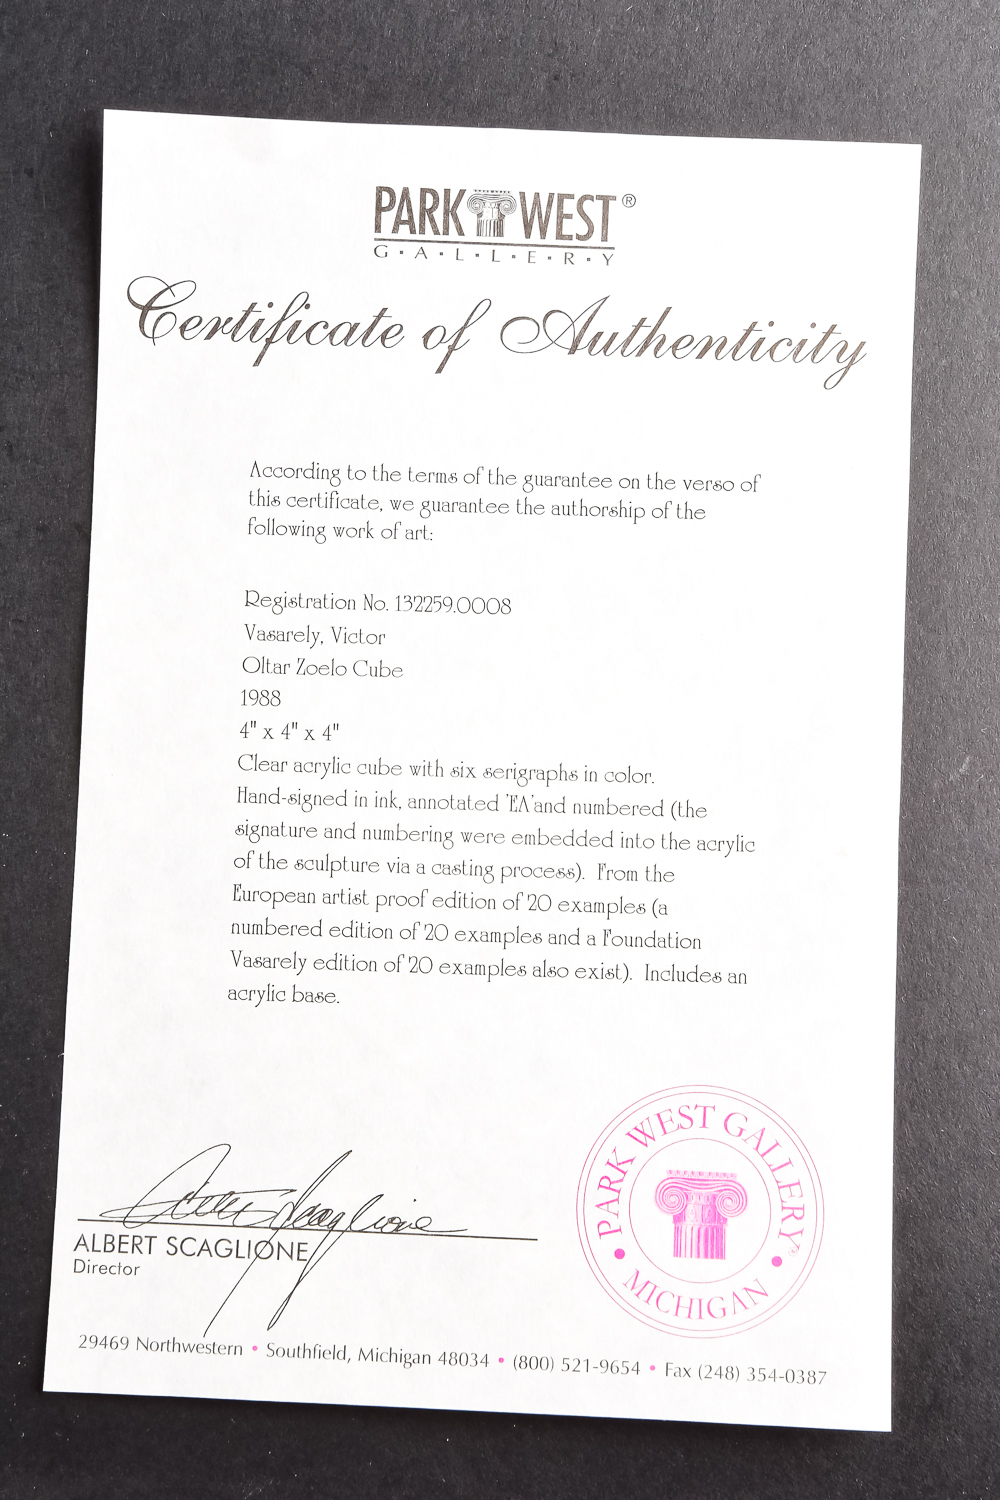 PARK WEST®
G·A·L·L·E·R·Y
Certificate of Authenticity
According to the terms of the guarantee on the verso of
this certificate, we guarantee the authorship of the
following work of art:
Registration No. 132259.0008
Vasarely, Victor
Oltar Zoelo Cube
1988
4" x 4" x 4"
Clear acrylic cube with six serigraphs in color.
Hand-signed in ink, annotated 'EA'and numbered (the
signature and numbering were embedded into the acrylic
of the sculpture via a casting process).  From the
European artist proof edition of 20 examples (a
numbered edition of 20 examples and a Foundation
Vasarely edition of 20 examples also exist).  Includes an
acrylic base.
PARK WEST GALLERY®
• MICHIGAN •
Albert Scaglione
ALBERT SCAGLIONE
Director
29469 Northwestern • Southfield, Michigan 48034 • (800) 521-9654 • Fax (248) 354-0387